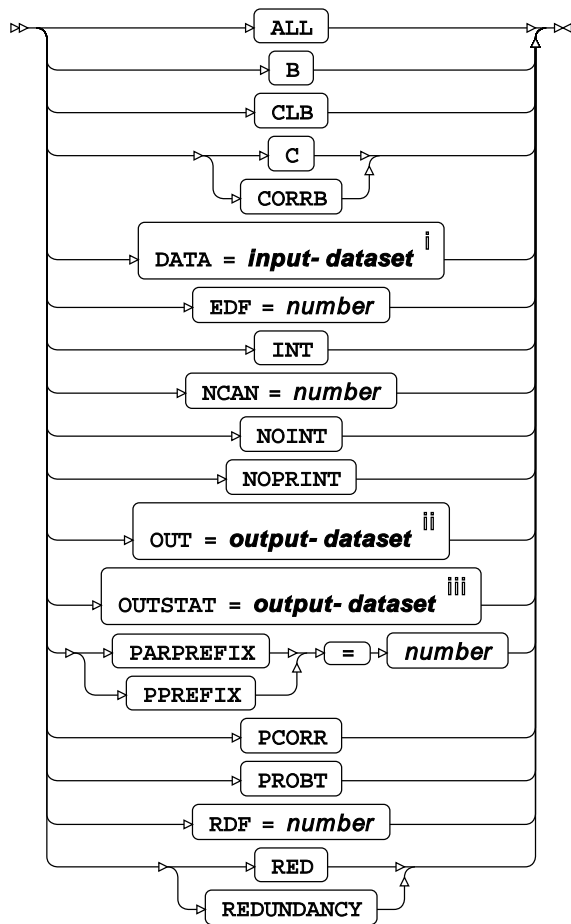 ALL
B
CLB
C
CORRB
DATA = input- dataset i
EDF = number
INT
NCAN = number
NOINT
NOPRINT
OUT = output- dataset ii
OUTSTAT = output- dataset iii
PARPREFIX = number
PPREFIX
PCORR
PROBT
RDF = number
RED
REDUNDANCY